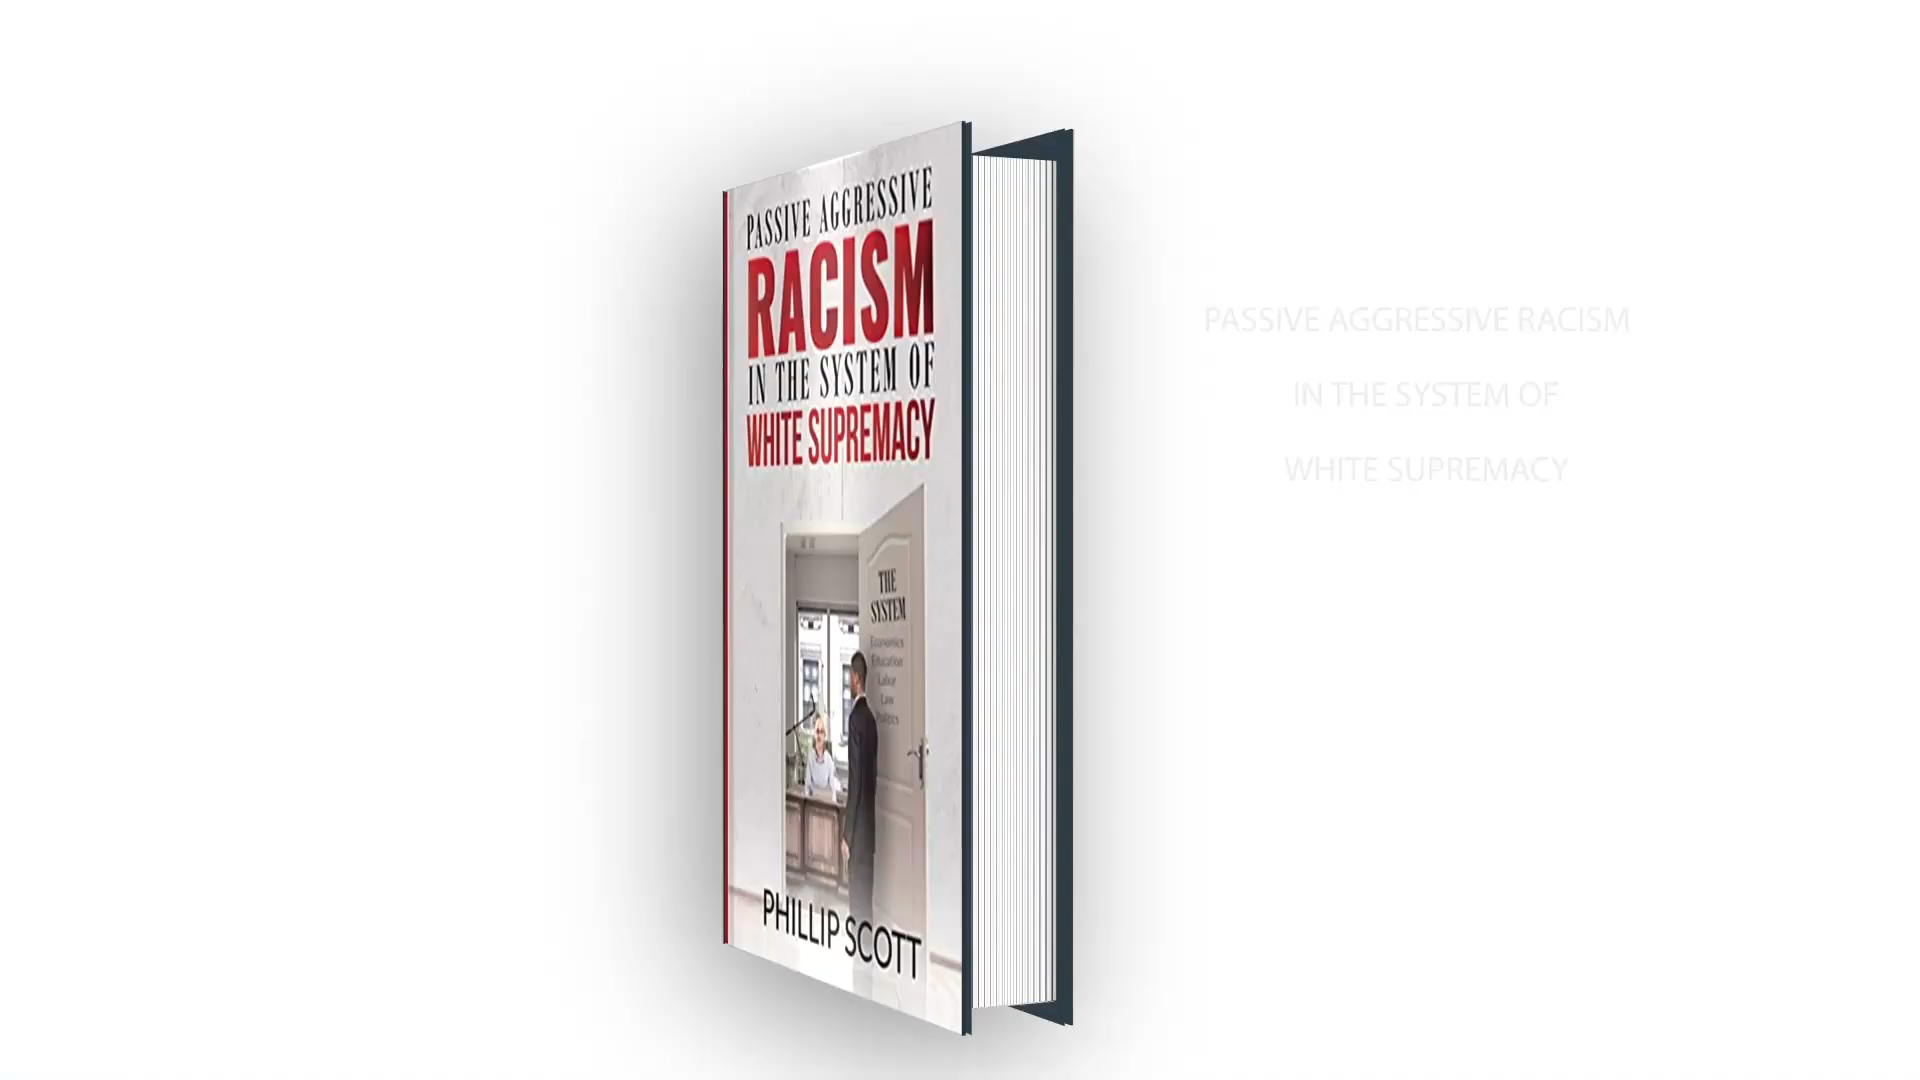 PASSIVE AGGRESSIVE
RACISM
IN THE SYSTEM OF
WHITE SUPREMACY
THE
SYSTEM
Economics
Education
Labor
Law
Politics
PHILLIP SCOTT
PASSIVE AGGRESSIVE RACISM
IN THE SYSTEM OF
WHITE SUPREMACY